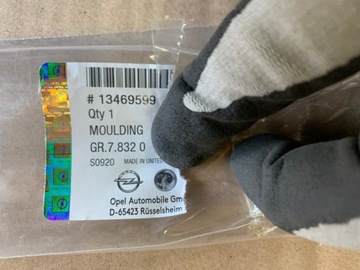 # 13469599
Qty 1
MOULDING
GR.7.832 0
S0920 MADE IN UNITED
Opel Automobile Gm
D-65423 Rüsselsheim